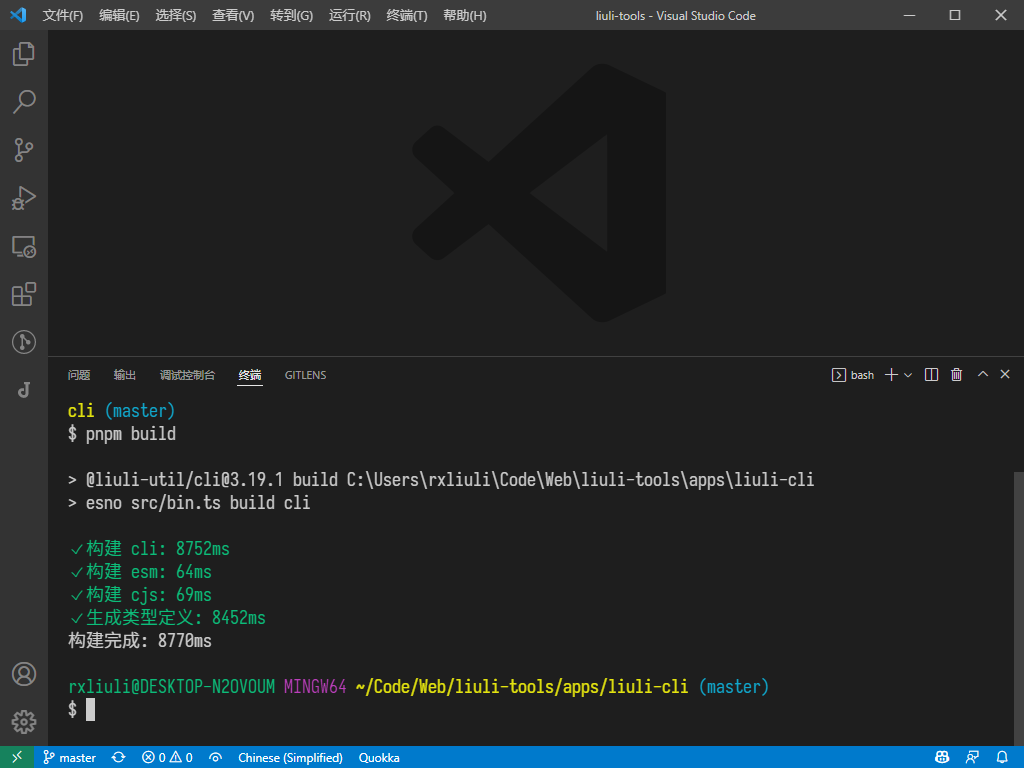 文件(F) 编辑(E) 选择(S) 查看(V) 转到(G) 运行(R) 终端(T) 帮助(H) liuli-tools - Visual Studio Code
问题 输出 调试控制台 终端 GITLENS bash
cli (master)
$ pnpm build
> @liuli-util/cli@3.19.1 build C:\Users\rxliuli\Code\Web\liuli-tools\apps\liuli-cli
> esno src/bin.ts build cli
✓构建 cli: 8752ms
✓构建 esm: 64ms
✓构建 cjs: 69ms
✓生成类型定义: 8452ms
构建完成: 8770ms
rxliuli@DESKTOP-N2OVOUM MINGW64 ~/Code/Web/liuli-tools/apps/liuli-cli (master)
$
master 0 0 Chinese (Simplified) Quokka